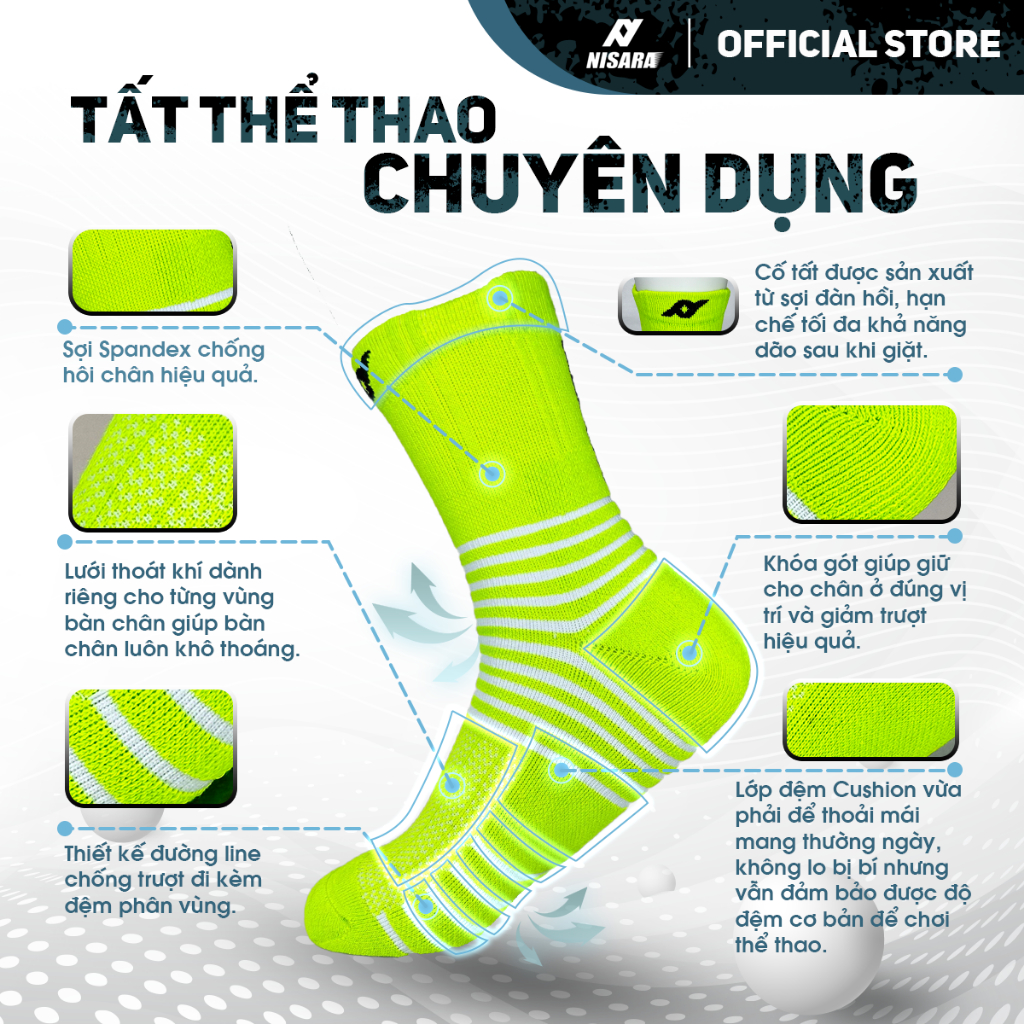 NISARA
OFFICIAL STORE
TẤT THỂ THAO
CHUYÊN DỤNG
Sợi Spandex chống
hôi chân hiệu quả.
Cổ tất được sản xuất
từ sợi đàn hồi, hạn
chế tối đa khả năng
dão sau khi giặt.
Lưới thoát khí dành
riêng cho từng vùng
bàn chân giúp bàn
chân luôn khô thoáng.
Khóa gót giúp giữ
cho chân ở đúng vị
trí và giảm trượt
hiệu quả.
Thiết kế đường line
chống trượt đi kèm
đệm phân vùng.
Lớp đệm Cushion vừa
phải để thoải mái
mang thường ngày,
không lo bị bí nhưng
vẫn đảm bảo được độ
đệm cơ bản để chơi
thể thao.